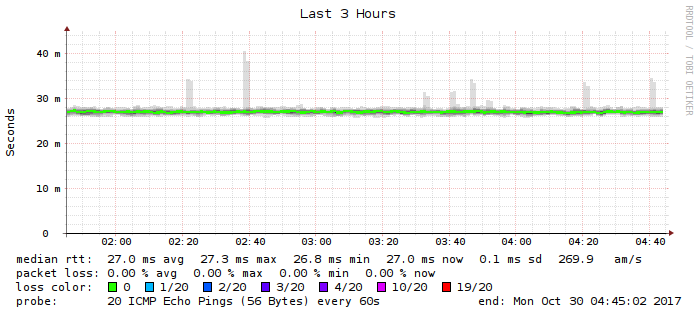 Last 3 Hours
RRDTOOL / TOBI OETIKER
Seconds
40 m
30 m
20 m
10 m
0
02:00 02:20 02:40 03:00 03:20 03:40 04:00 04:20 04:40
median rtt: 27.0 ms avg 27.3 ms max 26.8 ms min 27.0 ms now 0.1 ms sd 269.9 am/s
packet loss: 0.00 % avg 0.00 % max 0.00 % min 0.00 % now
loss color: 0 1/20 2/20 3/20 4/20 10/20 19/20
probe: 20 ICMP Echo Pings (56 Bytes) every 60s end: Mon Oct 30 04:45:02 2017